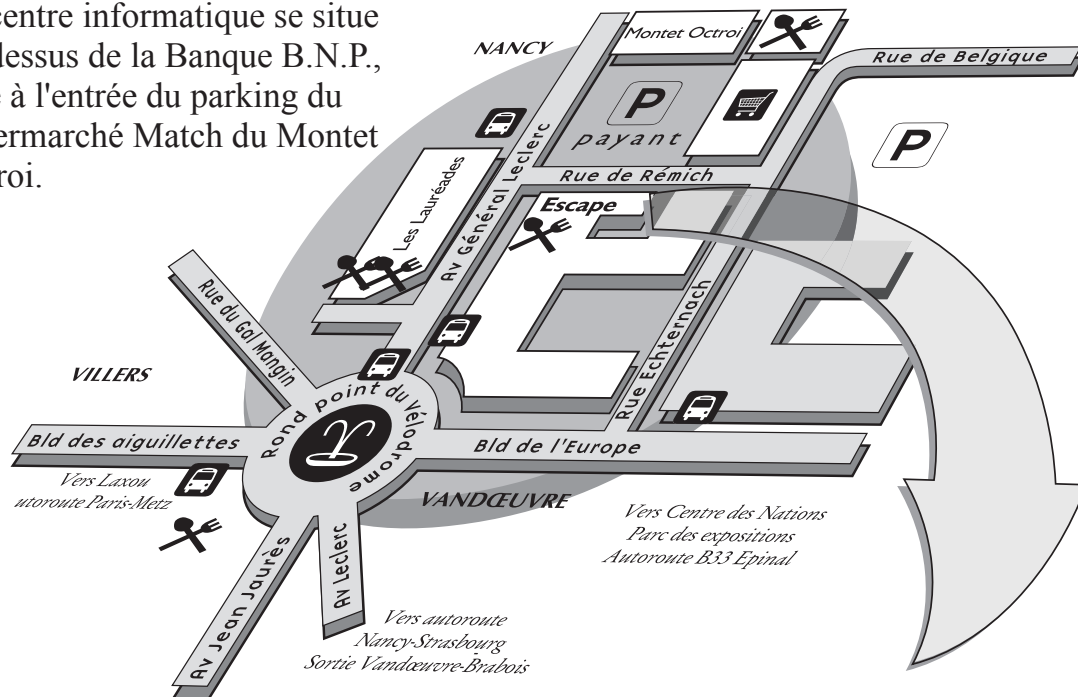 centre informatique se situe
dessus de la Banque B.N.P.,
à l'entrée du parking du
ermarché Match du Montet
roi.
NANCY
Montet Octroi
Rue de Belgique
P
payant
P
Rue de Rémich
Les Lauréades
Av Général Leclerc
Escape
Rue du Gal Mangin
Rue Echternach
VILLERS
Rond point du Vélodrome
Bld des aiguillettes
Bld de l'Europe
Vers Laxou
utoroute Paris-Metz
VANDŒUVRE
Vers Centre des Nations
Parc des expositions
Autoroute B33 Epinal
Av Jean Jaurès
Av Leclerc
Vers autoroute
Nancy-Strasbourg
Sortie Vandœuvre-Brabois